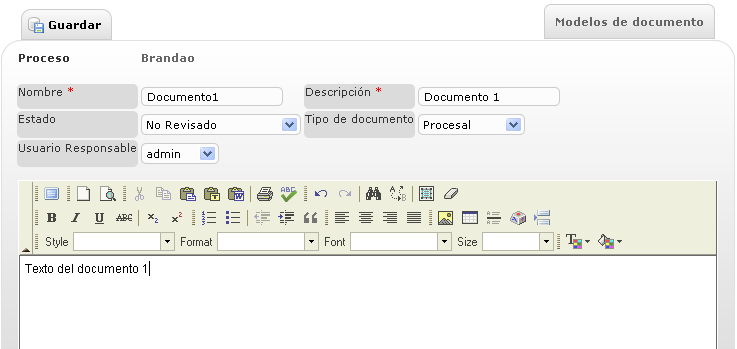 Guardar
Modelos de documento
Proceso Brandao
Nombre * Documento1 Descripción * Documento 1
Estado No Revisado Tipo de documento Procesal
Usuario Responsable admin
B I U ABC x₂ x²
Style Format Font Size
Texto del documento 1